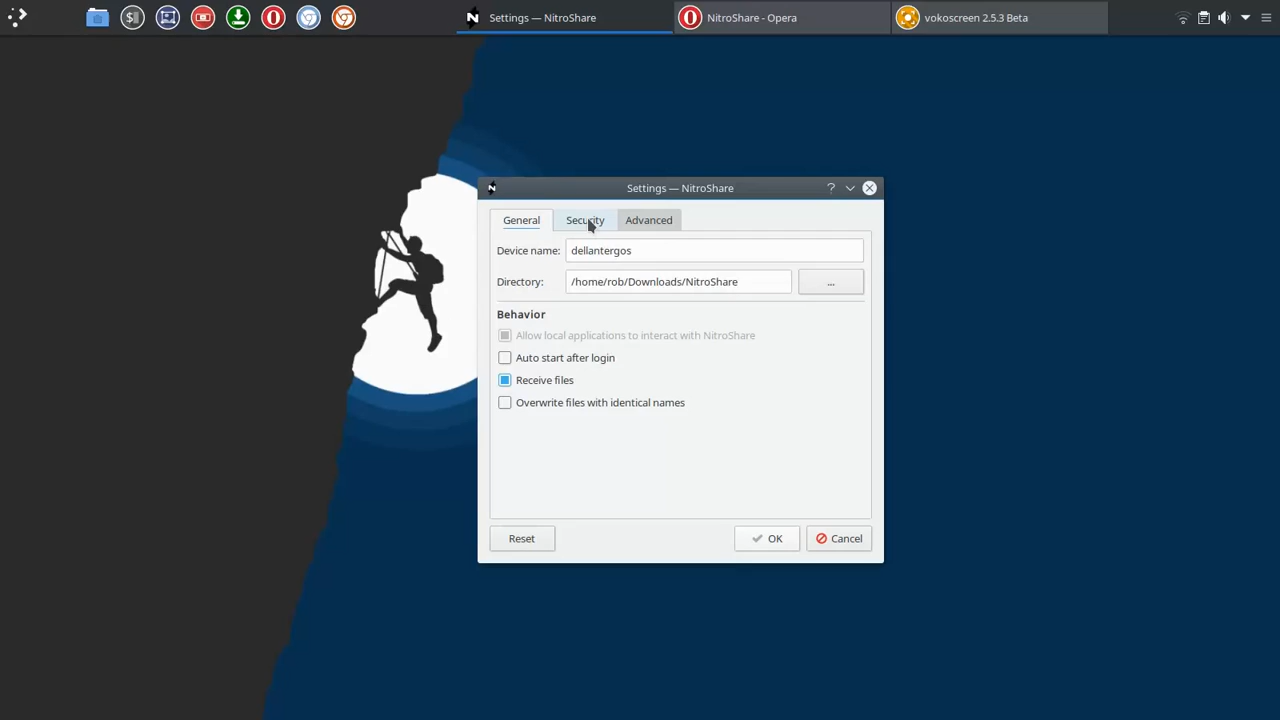 Settings — NitroShare
NitroShare - Opera
vokoscreen 2.5.3 Beta
Settings — NitroShare
General
Security
Advanced
Device name: dellantergos
Directory: /home/rob/Downloads/NitroShare ...
Behavior
Allow local applications to interact with NitroShare
Auto start after login
Receive files
Overwrite files with identical names
Reset
OK
Cancel